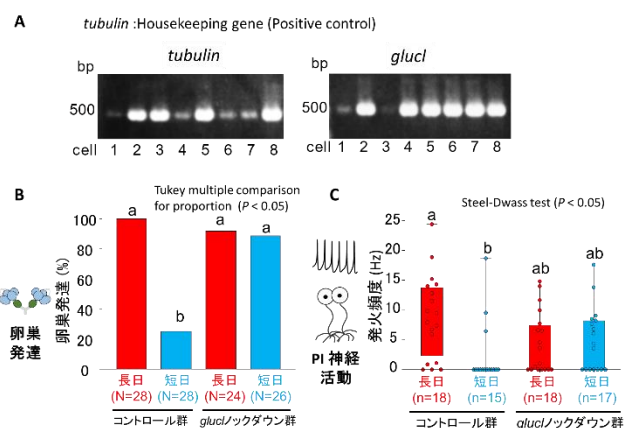 A
tubulin :Housekeeping gene (Positive control)
tubulin
glucl
bp
500
cell 1 2 3 4 5 6 7 8
bp
500
cell 1 2 3 4 5 6 7 8
B
Tukey multiple comparison
for proportion (P < 0.05)
卵巣
発達
卵巣発達 (%)
100
80
60
40
20
0
a
b
a
a
長日
(N=28)
短日
(N=28)
長日
(N=24)
短日
(N=26)
コントロール群
gluclノックダウン群
C
Steel-Dwass test (P < 0.05)
PI 神経
活動
発火頻度 (Hz)
25
20
15
10
5
0
a
b
ab
ab
長日
(n=18)
短日
(n=15)
長日
(n=18)
短日
(n=17)
コントロール群
gluclノックダウン群